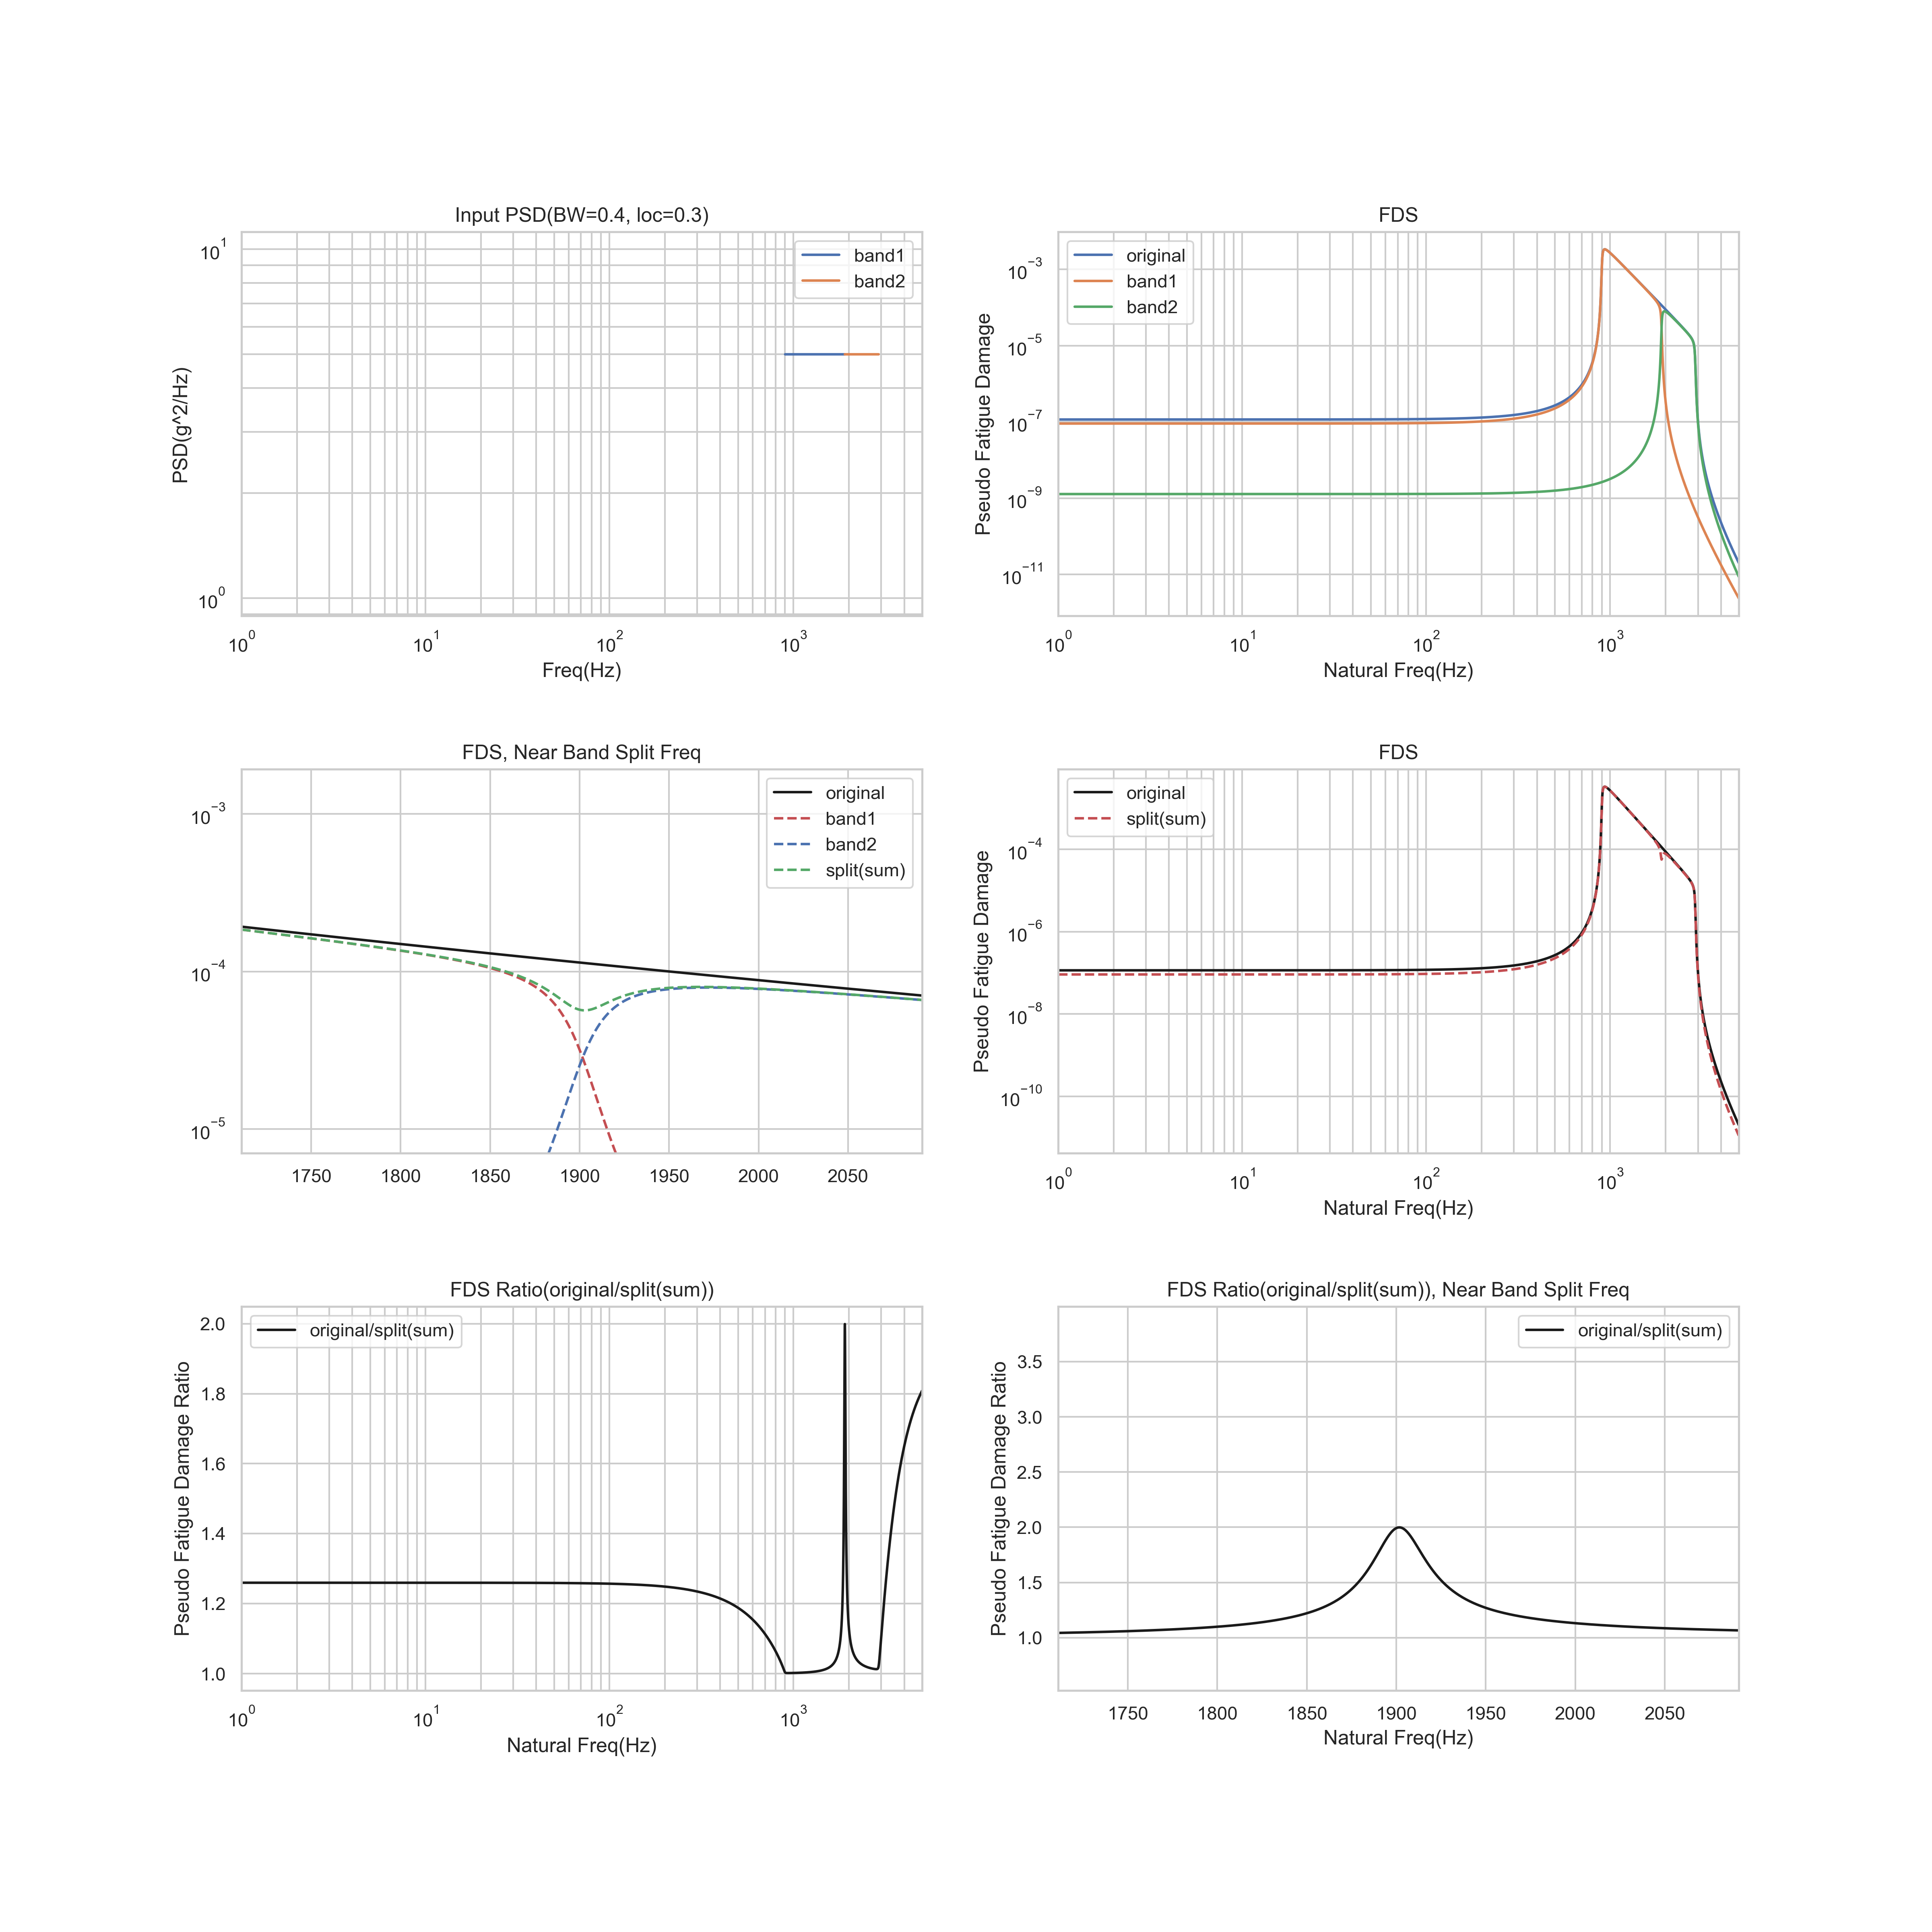 Input PSD(BW=0.4, loc=0.3)
band1
band2
10^1
10^0
PSD(g^2/Hz)
10^0 10^1 10^2 10^3
Freq(Hz)
FDS
original
band1
band2
10^−3
10^−5
10^−7
10^−9
10^−11
Pseudo Fatigue Damage
10^0 10^1 10^2 10^3
Natural Freq(Hz)
FDS, Near Band Split Freq
original
band1
band2
split(sum)
10^−3
10^−4
10^−5
1750 1800 1850 1900 1950 2000 2050
FDS
original
split(sum)
10^−4
10^−6
10^−8
10^−10
Pseudo Fatigue Damage
10^0 10^1 10^2 10^3
Natural Freq(Hz)
FDS Ratio(original/split(sum))
original/split(sum)
2.0
1.8
1.6
1.4
1.2
1.0
Pseudo Fatigue Damage Ratio
10^0 10^1 10^2 10^3
Natural Freq(Hz)
FDS Ratio(original/split(sum)), Near Band Split Freq
original/split(sum)
3.5
3.0
2.5
2.0
1.5
1.0
Pseudo Fatigue Damage Ratio
1750 1800 1850 1900 1950 2000 2050
Natural Freq(Hz)